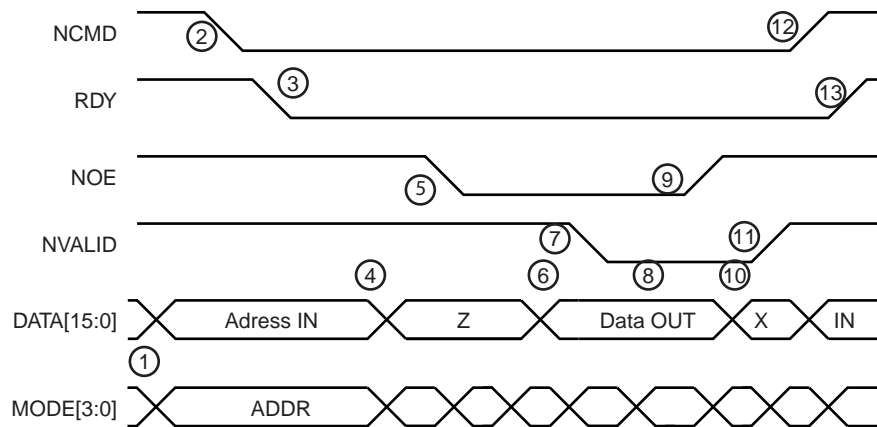 NCMD
2
12
RDY
3
13
NOE
5
9
NVALID
7
11
4
6
8
10
DATA[15:0]
Adress IN
Z
Data OUT
X
IN
1
MODE[3:0]
ADDR